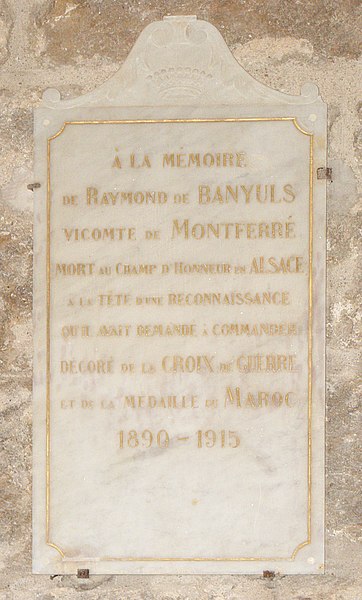 À LA MÉMOIRE
DE RAYMOND DE BANYULS
VICOMTE DE MONTFERRÉ
MORT AU CHAMP D'HONNEUR EN ALSACE
A LA TÊTE D'UNE RECONNAISSANCE
QU'IL AVAIT DEMANDÉ A COMMANDER
DÉCORÉ DE LA CROIX DE GUERRE
ET DE LA MÉDAILLE DU MAROC
1890 - 1915